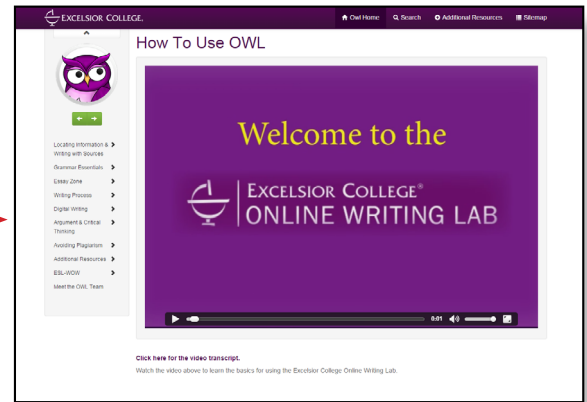 EXCELSIOR COLLEGE.
Owl Home
Search
Additional Resources
Sitemap
How To Use OWL
Locating Information &
Writing with Sources
Grammar Essentials
Essay Zone
Writing Process
Digital Writing
Argument & Critical
Thinking
Avoiding Plagiarism
Additional Resources
ESL-WOW
Meet the OWL Team
Welcome to the
EXCELSIOR COLLEGE®
ONLINE WRITING LAB
0:01
Click here for the video transcript.
Watch the video above to learn the basics for using the Excelsior College Online Writing Lab.